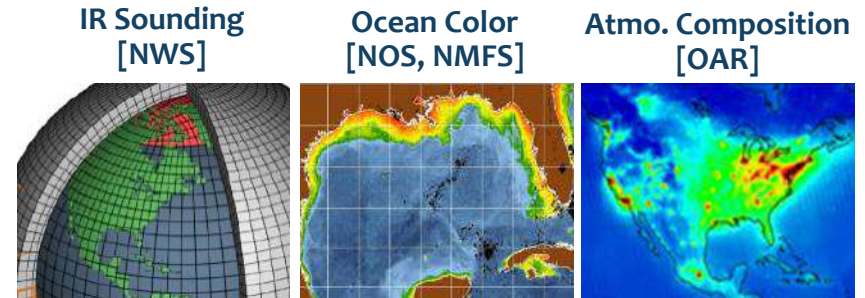 IR Sounding
[NWS]
Ocean Color
[NOS, NMFS]
Atmo. Composition
[OAR]